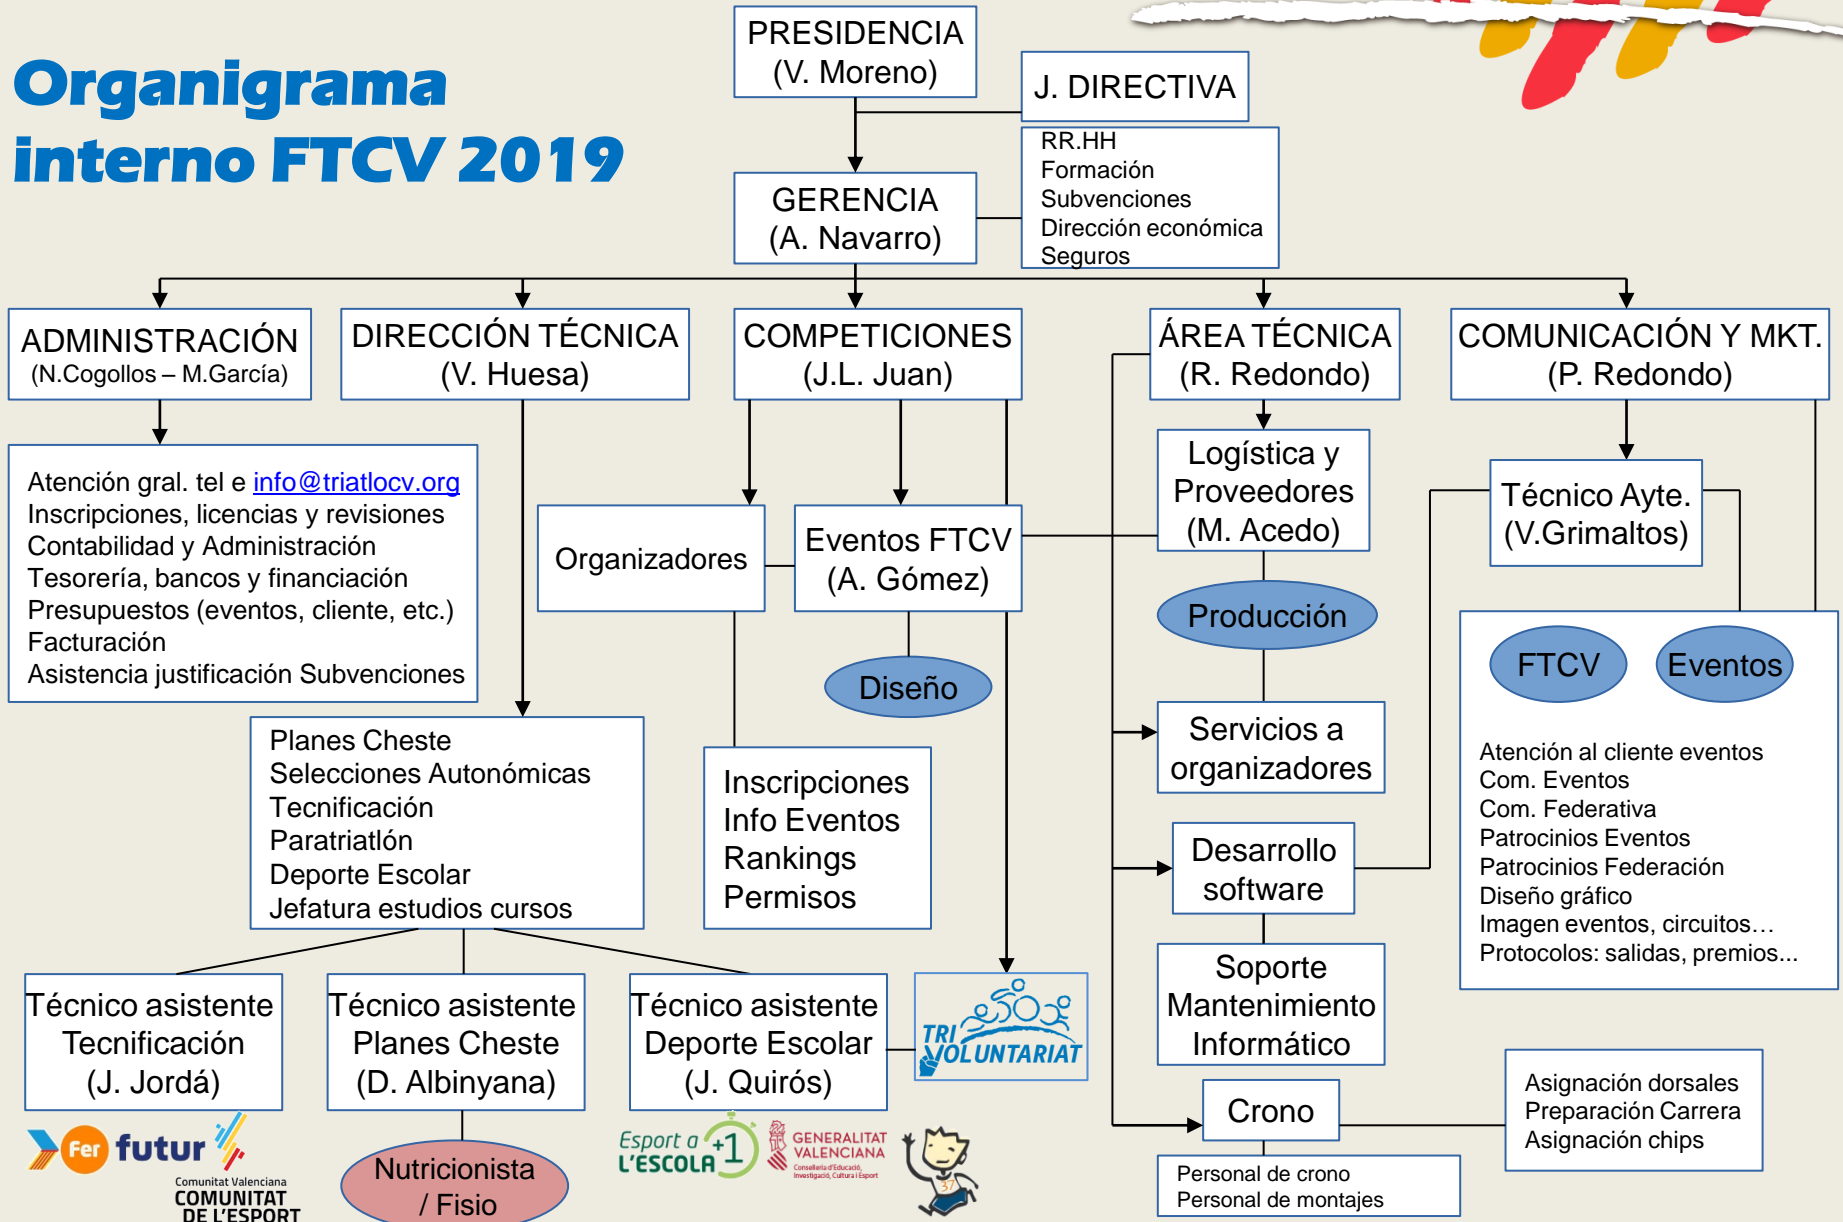 Organigrama
interno FTCV 2019
PRESIDENCIA
(V. Moreno)
J. DIRECTIVA
GERENCIA
(A. Navarro)
RR.HH
Formación
Subvenciones
Dirección económica
Seguros
ADMINISTRACIÓN
(N.Cogollos – M.García)
DIRECCIÓN TÉCNICA
(V. Huesa)
COMPETICIONES
(J.L. Juan)
ÁREA TÉCNICA
(R. Redondo)
COMUNICACIÓN Y MKT.
(P. Redondo)
Atención gral. tel e info@triatlocv.org
Inscripciones, licencias y revisiones
Contabilidad y Administración
Tesorería, bancos y financiación
Presupuestos (eventos, cliente, etc.)
Facturación
Asistencia justificación Subvenciones
Organizadores
Eventos FTCV
(A. Gómez)
Logística y
Proveedores
(M. Acedo)
Técnico Ayte.
(V.Grimaltos)
Producción
Diseño
FTCV
Eventos
Planes Cheste
Selecciones Autonómicas
Tecnificación
Paratriatlón
Deporte Escolar
Jefatura estudios cursos
Inscripciones
Info Eventos
Rankings
Permisos
Servicios a
organizadores
Desarrollo
software
Soporte
Mantenimiento
Informático
Atención al cliente eventos
Com. Eventos
Com. Federativa
Patrocinios Eventos
Patrocinios Federación
Diseño gráfico
Imagen eventos, circuitos…
Protocolos: salidas, premios...
Técnico asistente
Tecnificación
(J. Jordá)
Técnico asistente
Planes Cheste
(D. Albinyana)
Técnico asistente
Deporte Escolar
(J. Quirós)
TRI
VOLUNTARIAT
Crono
Asignación dorsales
Preparación Carrera
Asignación chips
Personal de crono
Personal de montajes
Fer futur
Comunitat Valenciana
COMUNITAT
DE L'ESPORT
Nutricionista
/ Fisio
Esport a
L'ESCOLA +1
GENERALITAT
VALENCIANA
Conselleria d'Educació,
Investigació, Cultura i Esport
37